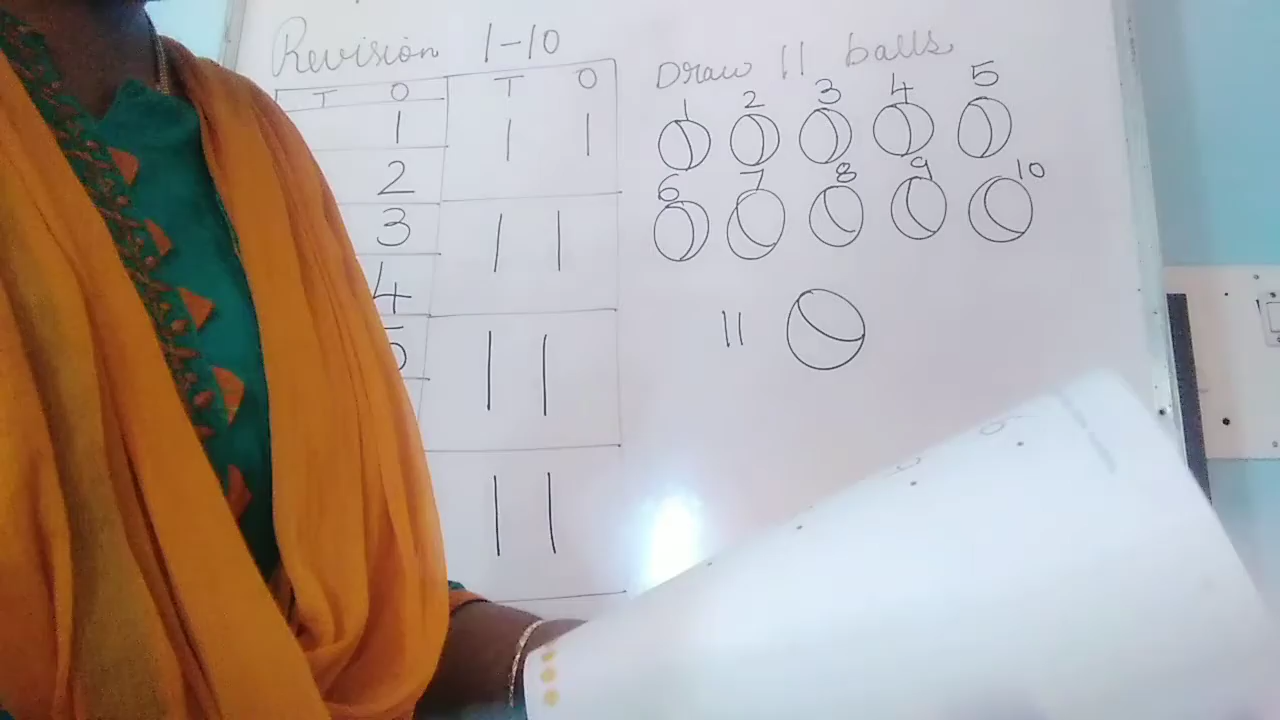 Revision 1-10
T O T O
1 1 1
2
3 1 1
4
5 1 1
1 1
Draw 11 balls
1 2 3 4 5
6 7 8 9 10
11